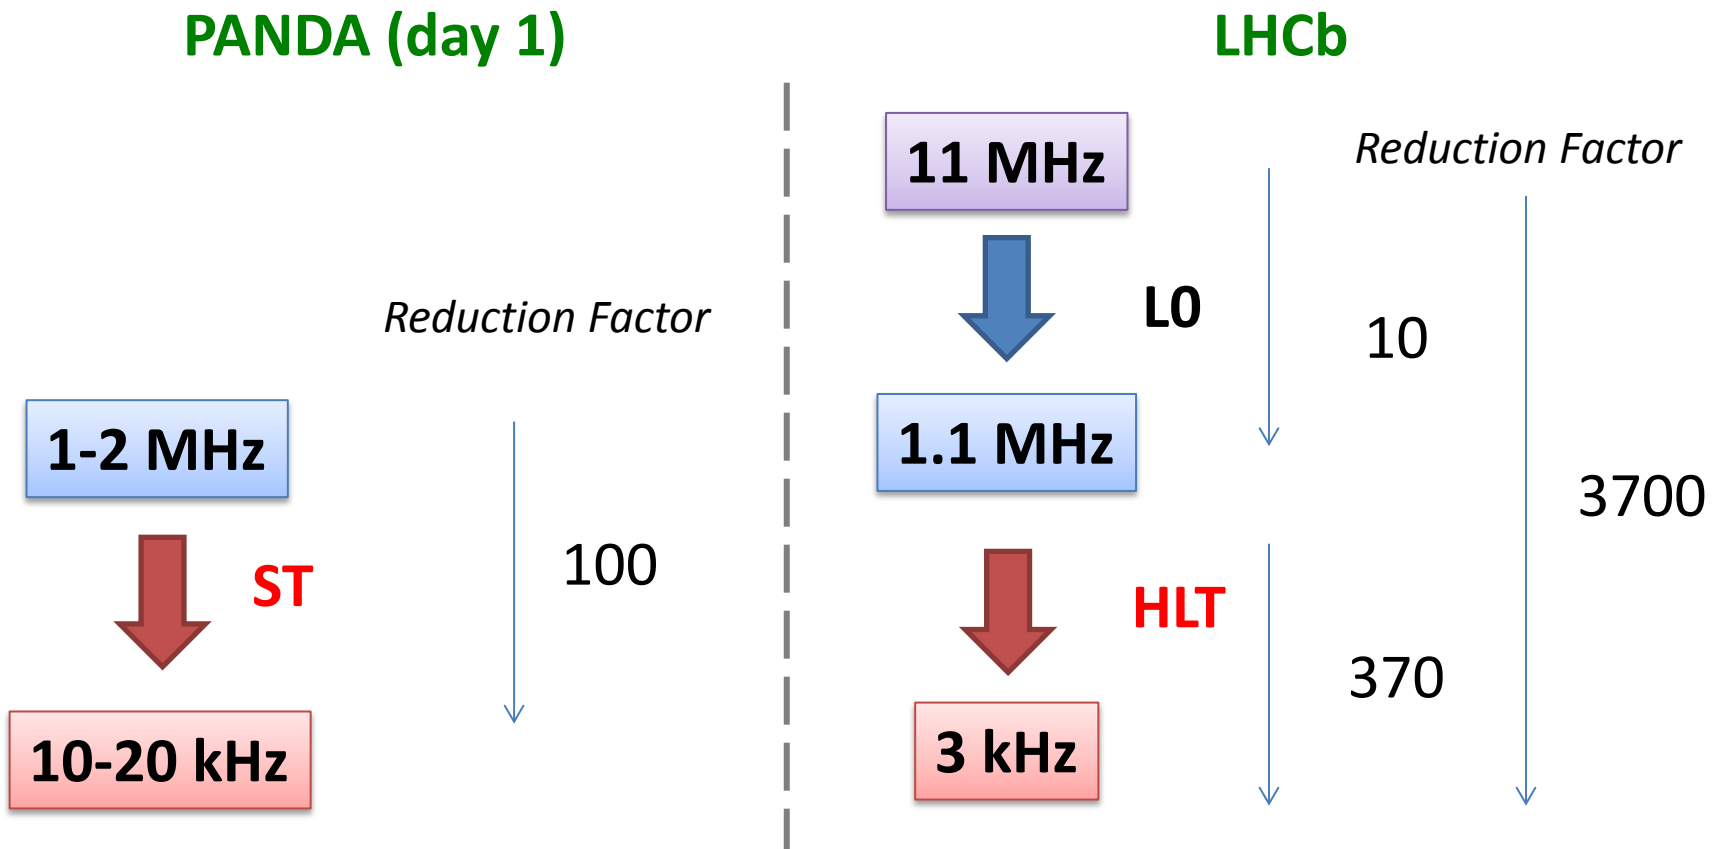 PANDA (day 1)
Reduction Factor
1-2 MHz
ST
100
10-20 kHz
LHCb
11 MHz
Reduction Factor
L0
10
1.1 MHz
3700
HLT
370
3 kHz